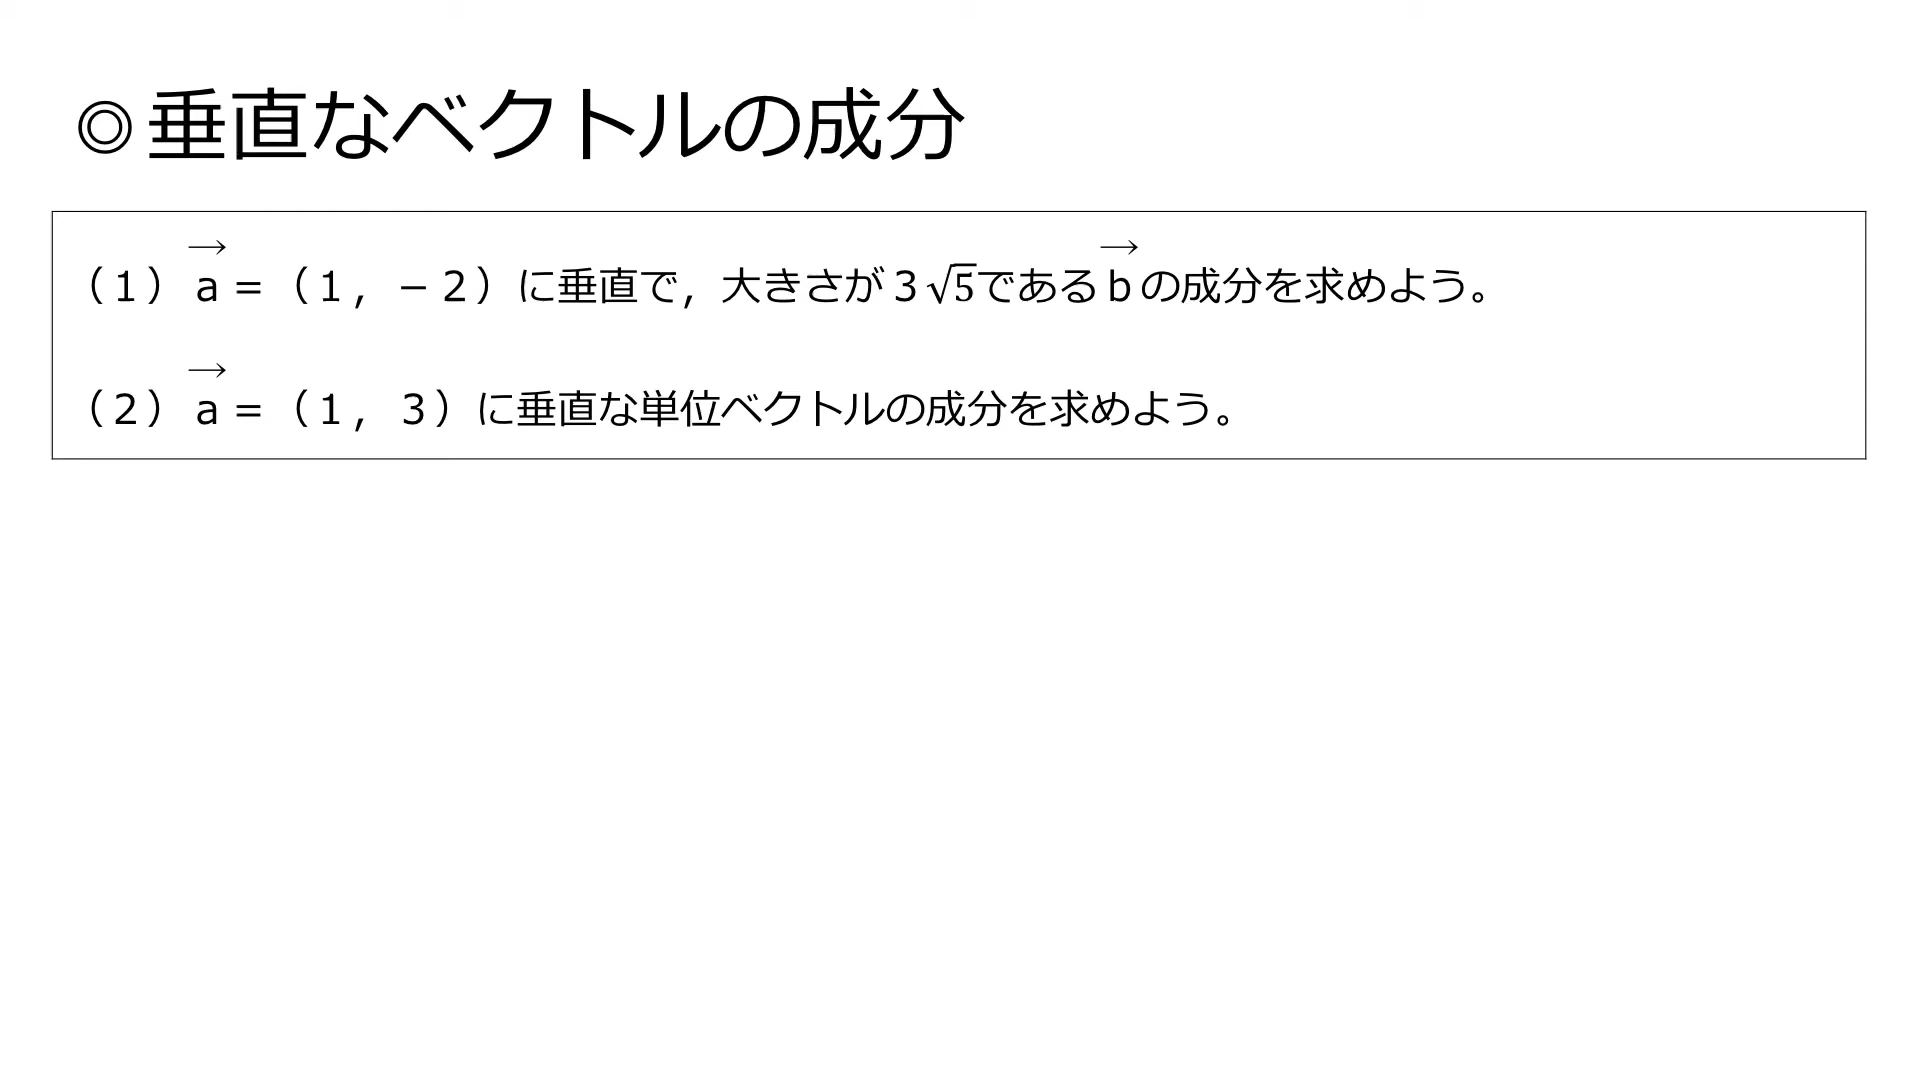 ◎垂直なベクトルの成分
（1）a→＝（1，－2）に垂直で，大きさが3√5であるb→の成分を求めよう。
（2）a→＝（1，3）に垂直な単位ベクトルの成分を求めよう。